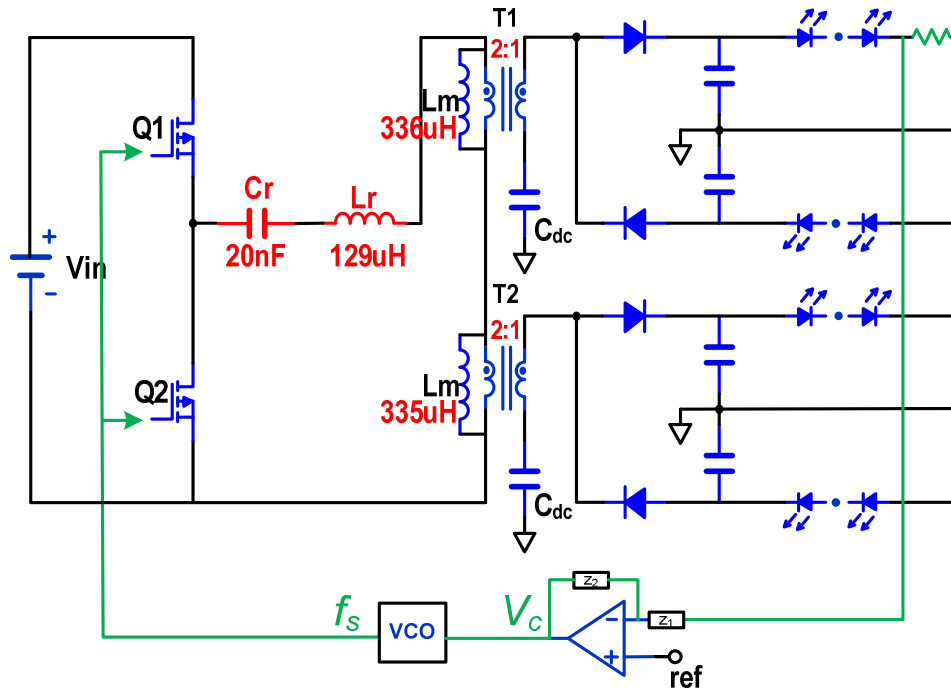 T1
2:1
Lm
336uH
Q1
Cr
20nF
Lr
129uH
Cdc
+
Vin
−
T2
2:1
Lm
335uH
Q2
Cdc
fs
VCO
Vc
Z2
Z1
−
+
ref